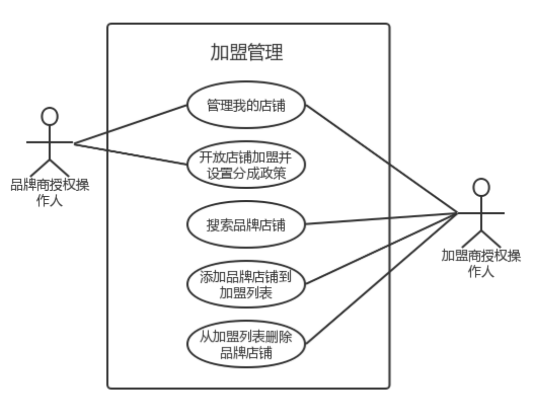 加盟管理
管理我的店铺
开放店铺加盟并
设置分成政策
品牌商授权操
作人
搜索品牌店铺
加盟商授权操
作人
添加品牌店铺到
加盟列表
从加盟列表删除
品牌店铺